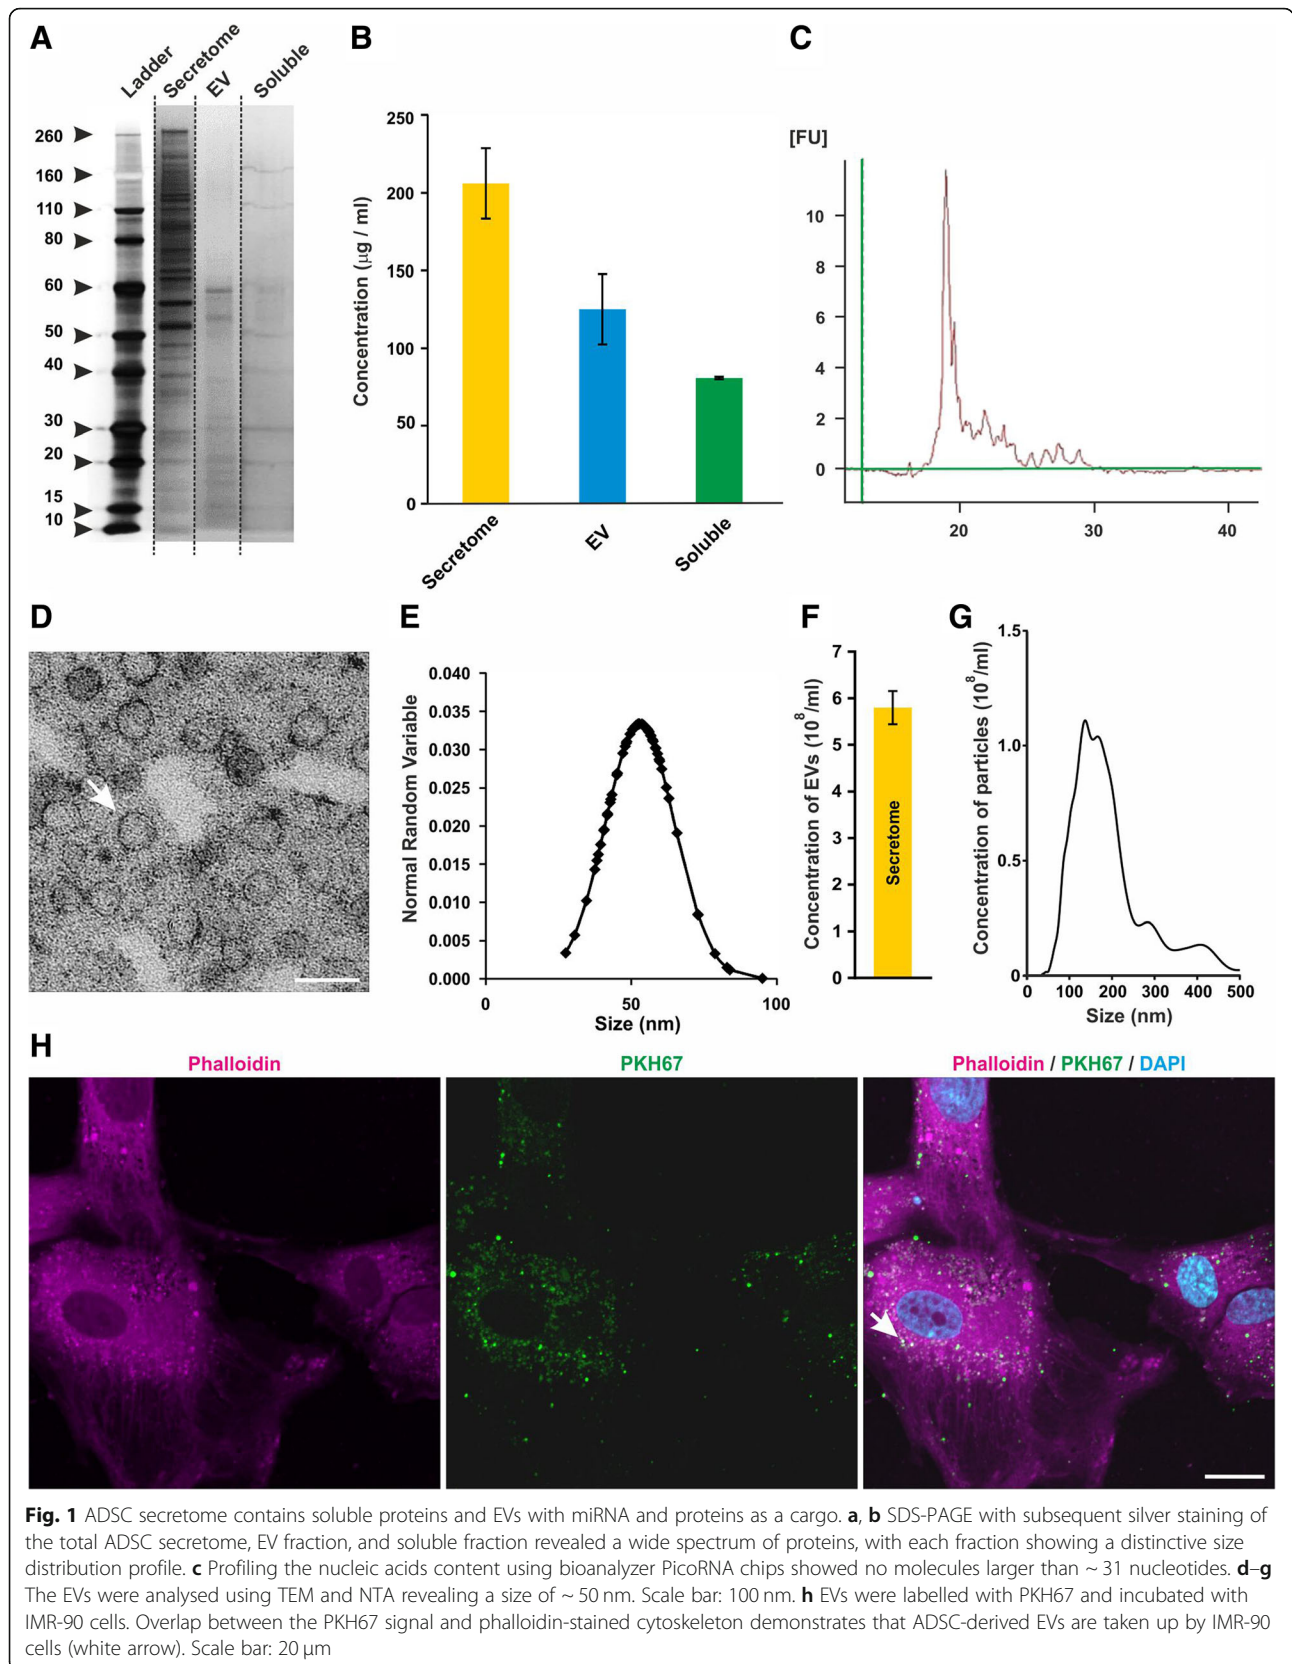 A
Ladder
Secretome
EV
Soluble
260
160
110
80
60
50
40
30
20
15
10
B
Concentration (µg / ml)
250
200
150
100
50
0
Secretome
EV
Soluble
C
[FU]
10
8
6
4
2
0
20
30
40
D
E
Normal Random Variable
0.040
0.035
0.030
0.025
0.020
0.015
0.010
0.005
0.000
0
50
100
Size (nm)
F
Concentration of EVs (10⁸/ml)
7
6
5
4
3
2
1
0
Secretome
G
Concentration of particles (10⁸/ml)
1.5
1.0
0.5
0
0
100
200
300
400
500
Size (nm)
H
Phalloidin
PKH67
Phalloidin / PKH67 / DAPI
Fig. 1 ADSC secretome contains soluble proteins and EVs with miRNA and proteins as a cargo. a, b SDS-PAGE with subsequent silver staining of
the total ADSC secretome, EV fraction, and soluble fraction revealed a wide spectrum of proteins, with each fraction showing a distinctive size
distribution profile. c Profiling the nucleic acids content using bioanalyzer PicoRNA chips showed no molecules larger than ~ 31 nucleotides. d–g
The EVs were analysed using TEM and NTA revealing a size of ~ 50 nm. Scale bar: 100 nm. h EVs were labelled with PKH67 and incubated with
IMR-90 cells. Overlap between the PKH67 signal and phalloidin-stained cytoskeleton demonstrates that ADSC-derived EVs are taken up by IMR-90
cells (white arrow). Scale bar: 20 µm